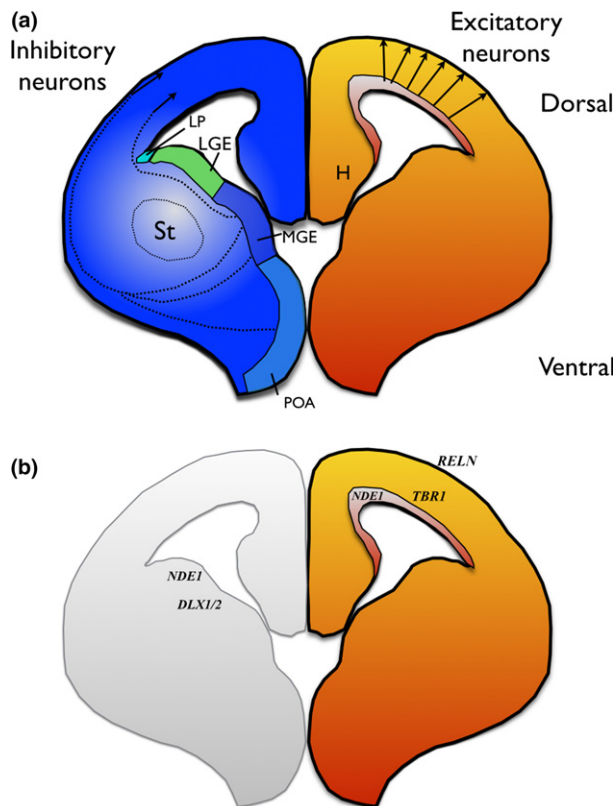 (a)
Inhibitory
neurons
Excitatory
neurons
Dorsal
LP
LGE
H
St
MGE
Ventral
POA
(b)
RELN
NDE1
TBR1
NDE1
DLX1/2